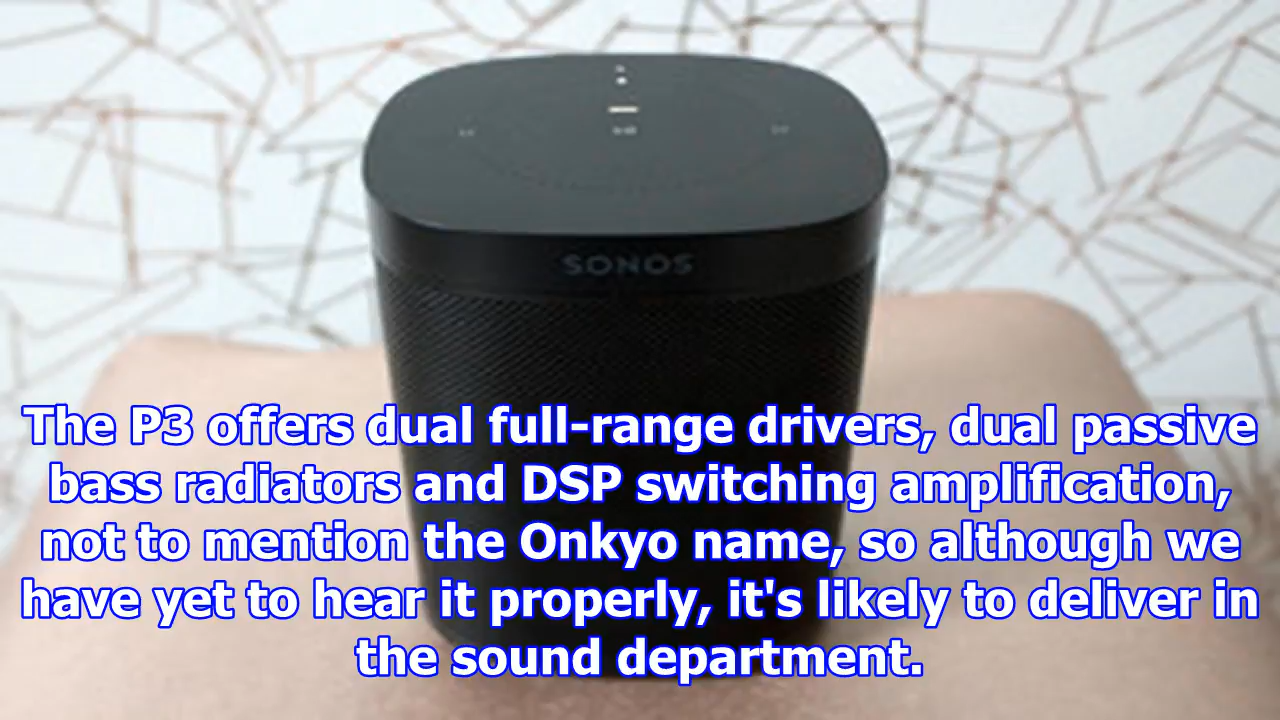 SONOS
The P3 offers dual full-range drivers, dual passive
bass radiators and DSP switching amplification,
not to mention the Onkyo name, so although we
have yet to hear it properly, it's likely to deliver in
the sound department.